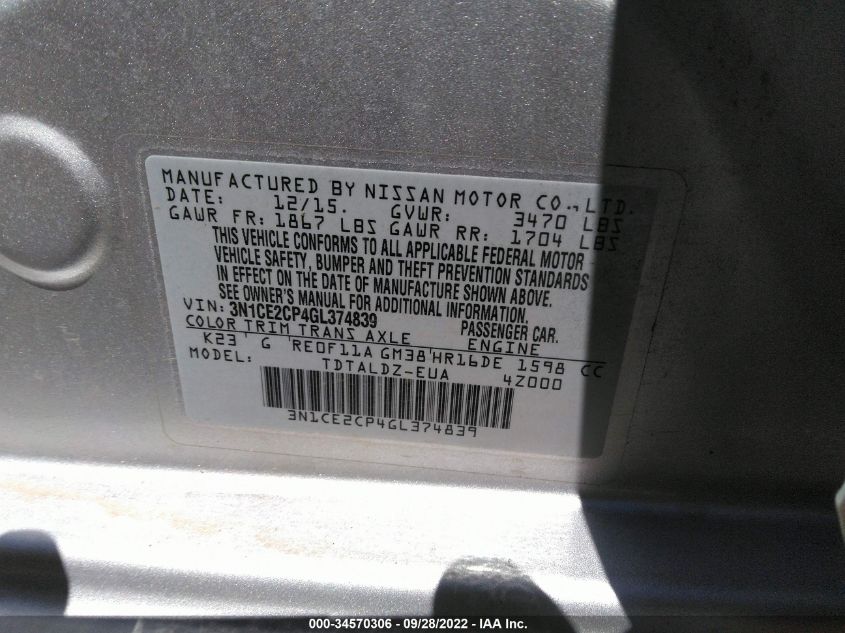 MANUFACTURED BY NISSAN MOTOR CO., LTD.
DATE: 12/15. GVWR: 3470 LBS
GAWR FR: 1867 LBS GAWR RR: 1704 LBS
THIS VEHICLE CONFORMS TO ALL APPLICABLE FEDERAL MOTOR
VEHICLE SAFETY, BUMPER AND THEFT PREVENTION STANDARDS
IN EFFECT ON THE DATE OF MANUFACTURE SHOWN ABOVE.
SEE OWNER'S MANUAL FOR ADDITIONAL INFORMATION.
VIN: 3N1CE2CP4GL374839 PASSENGER CAR.
COLOR TRIM TRANS AXLE ENGINE
K23 G RE0F11A GM38 HR16DE 1598 CC
MODEL: TDTALDZ-EUA 4Z000
3N1CE2CP4GL374839
000-34570306 - 09/28/2022 - IAA Inc.